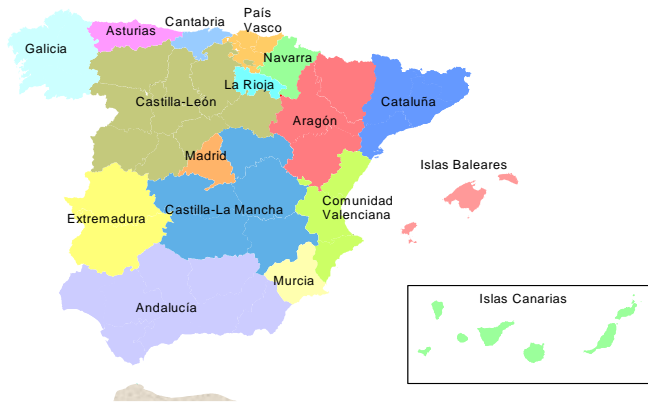 País
Vasco
Cantabria
Asturias
Galicia
Navarra
La Rioja
Castilla-León
Cataluña
Aragón
Madrid
Islas Baleares
Comunidad
Valenciana
Castilla-La Mancha
Extremadura
Murcia
Andalucía
Islas Canarias